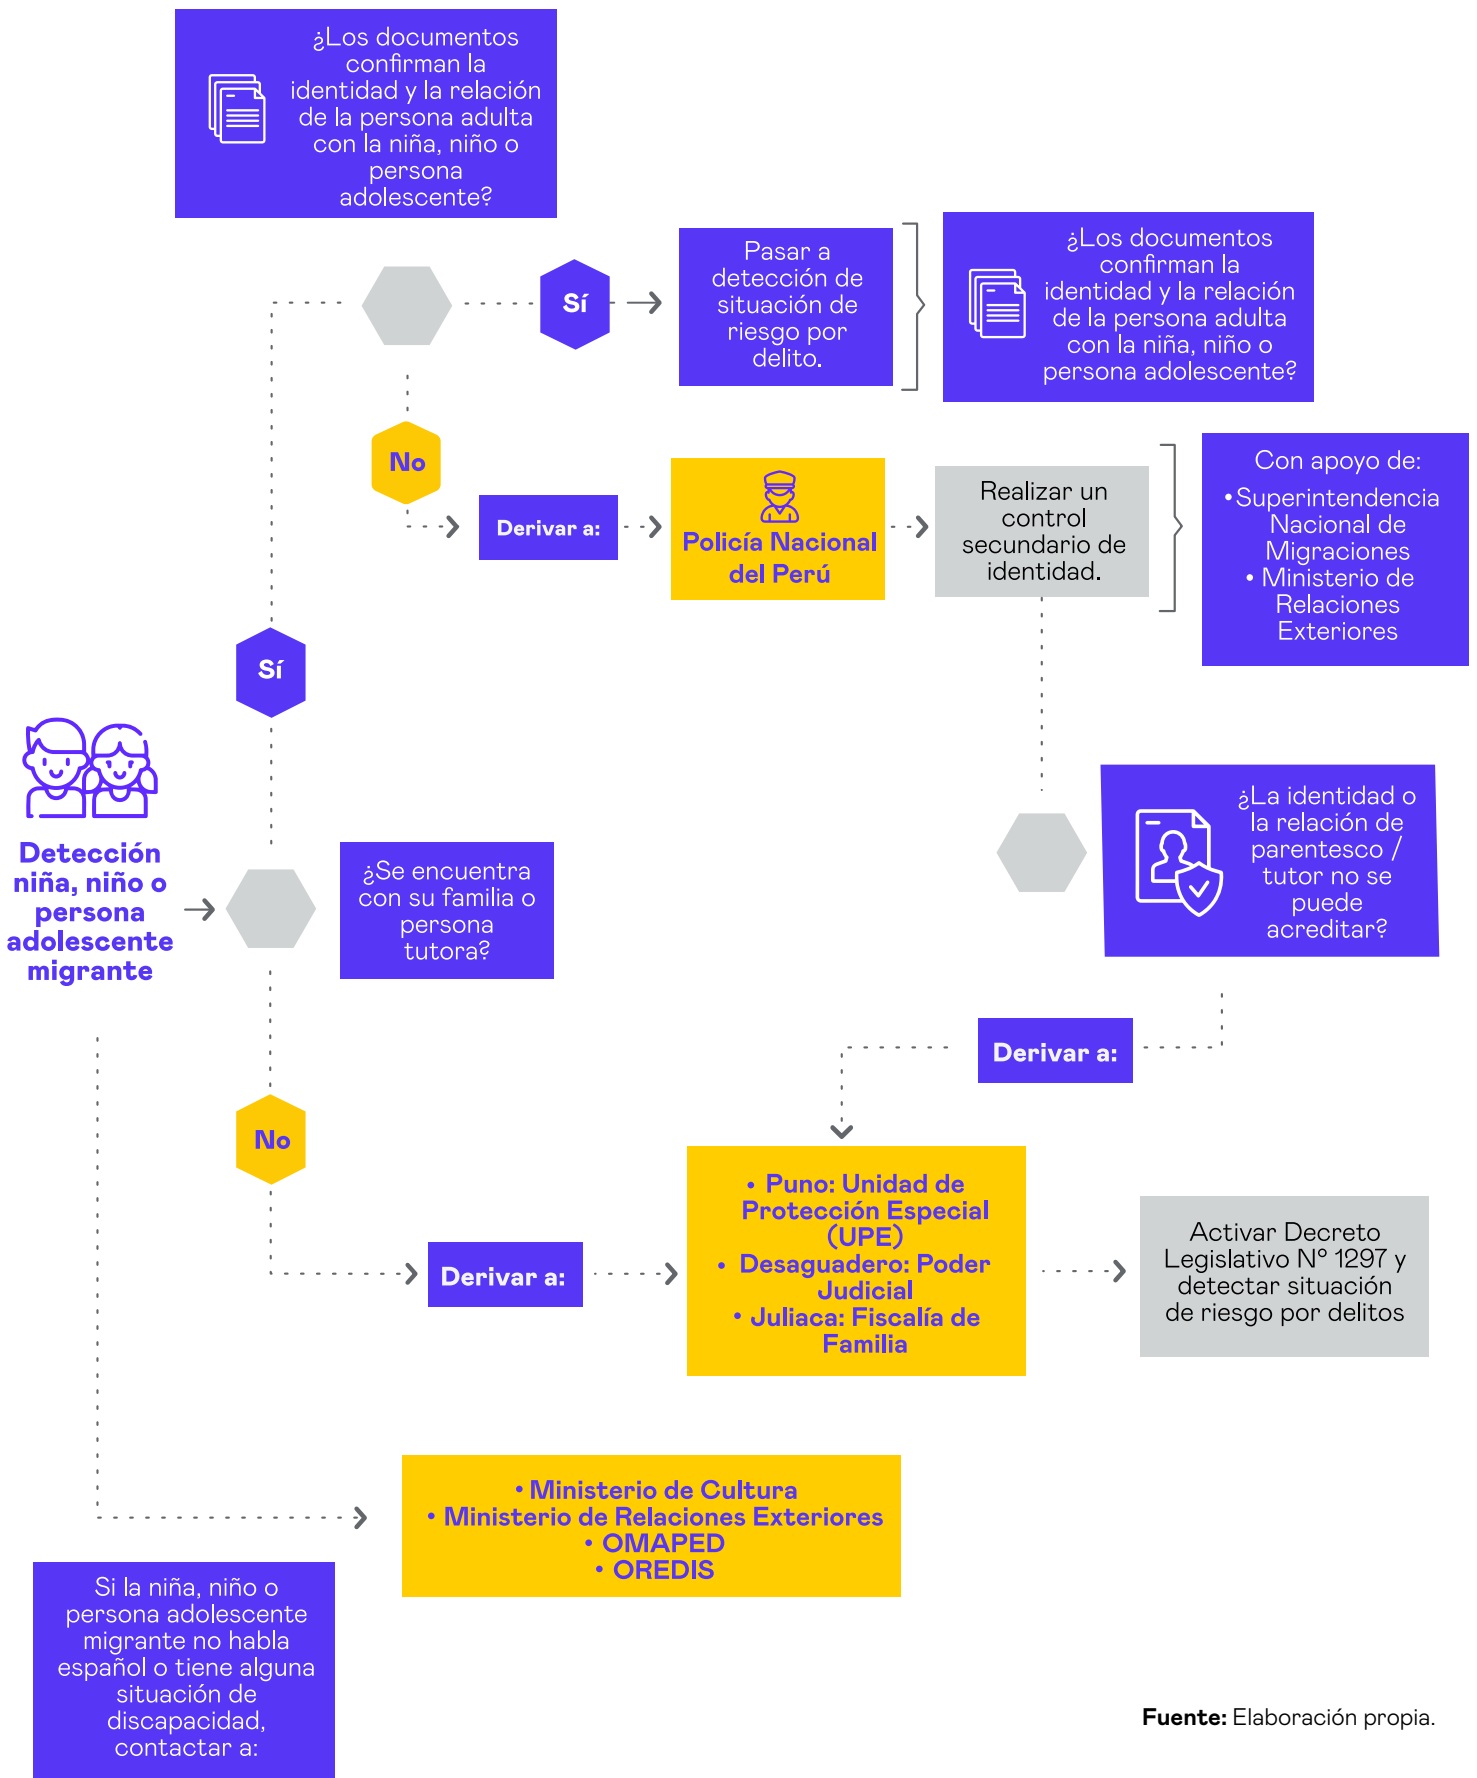 ¿Los documentos
confirman la
identidad y la relación
de la persona adulta
con la niña, niño o
persona
adolescente?
Sí
Pasar a
detección de
situación de
riesgo por
delito.
¿Los documentos
confirman la
identidad y la relación
de la persona adulta
con la niña, niño o
persona adolescente?
No
Derivar a:
Policía Nacional
del Perú
Realizar un
control
secundario de
identidad.
Con apoyo de:
•Superintendencia
Nacional de
Migraciones
• Ministerio de
Relaciones
Exteriores
Sí
Detección
niña, niño o
persona
adolescente
migrante
¿Se encuentra
con su familia o
persona
tutora?
¿La identidad o
la relación de
parentesco /
tutor no se
puede
acreditar?
Derivar a:
No
Derivar a:
• Puno: Unidad de
Protección Especial
(UPE)
• Desaguadero: Poder
Judicial
• Juliaca: Fiscalía de
Familia
Activar Decreto
Legislativo N° 1297 y
detectar situación
de riesgo por delitos
• Ministerio de Cultura
• Ministerio de Relaciones Exteriores
• OMAPED
• OREDIS
Si la niña, niño o
persona adolescente
migrante no habla
español o tiene alguna
situación de
discapacidad,
contactar a:
Fuente: Elaboración propia.